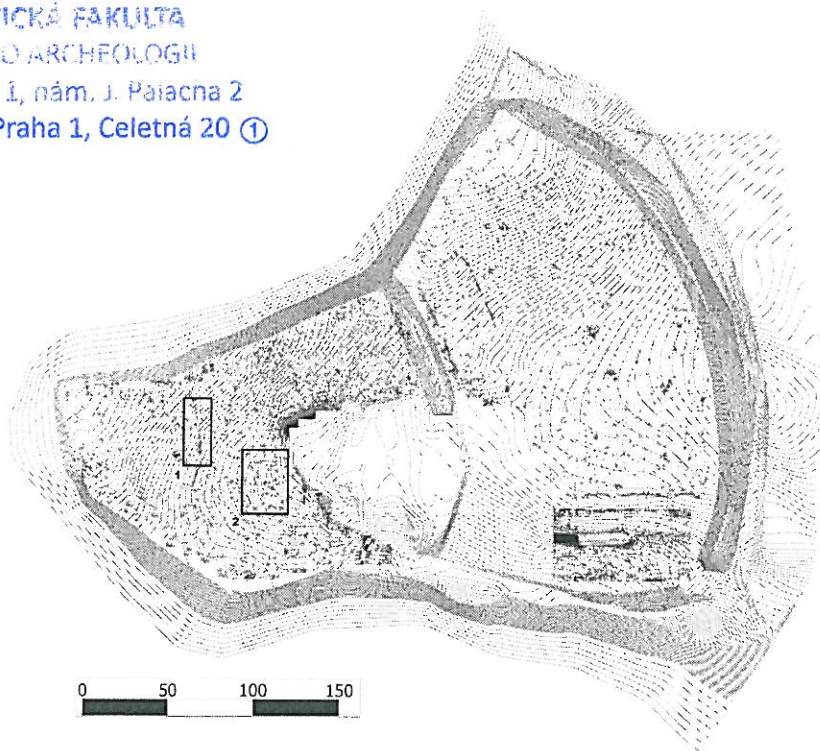 ICKÁ FAKULTA
O ARCHEOLOGII
1, nám. J. Palacha 2
Praha 1, Celetná 20 ①
1
2
0 50 100 150